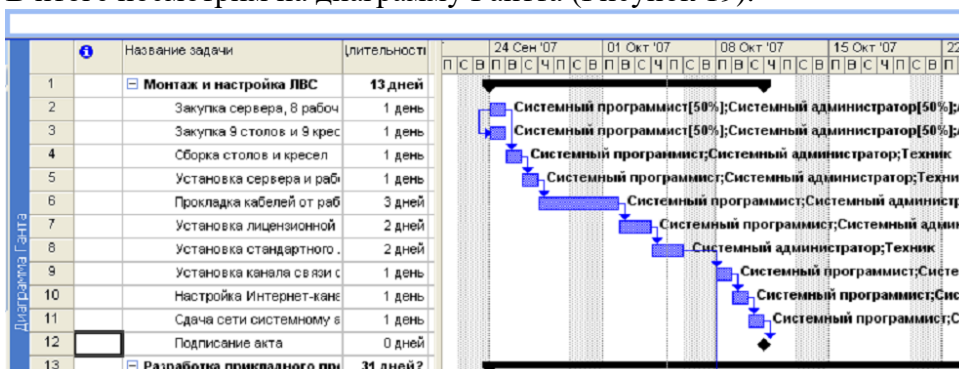 В итоге посмотрим на диаграмму Ганта (Рисунок 19).
Название задачи Длительность 24 Сен '07 01 Окт '07 08 Окт '07 15 Окт '07 22
П С В П В С Ч П С В П В С Ч П С В П В С Ч П С В П В С Ч П С В П
1 Монтаж и настройка ЛВС 13 дней
2 Закупка сервера, 8 рабоч 1 день Системный программист[50%];Системный администратор[50%];
3 Закупка 9 столов и 9 крес 1 день Системный программист[50%];Системный администратор[50%];
4 Сборка столов и кресел 1 день Системный программист;Системный администратор;Техник
5 Установка сервера и раб 1 день Системный программист;Системный администратор;Техни
6 Прокладка кабелей от раб 3 дней Системный программист;Системный администр
7 Установка лицензионной 2 дней Системный программист;Системный админ
8 Установка стандартного 2 дней Системный администратор;Техник
9 Установка канала связи с 1 день Системный программист;Систе
10 Настройка Интернет-кана 1 день Системный программист;Сис
11 Сдача сети системному а 1 день Системный программист;С
12 Подписание акта 0 дней
13 Разработка прикладного про 31 дней?
Диаграмма Ганта